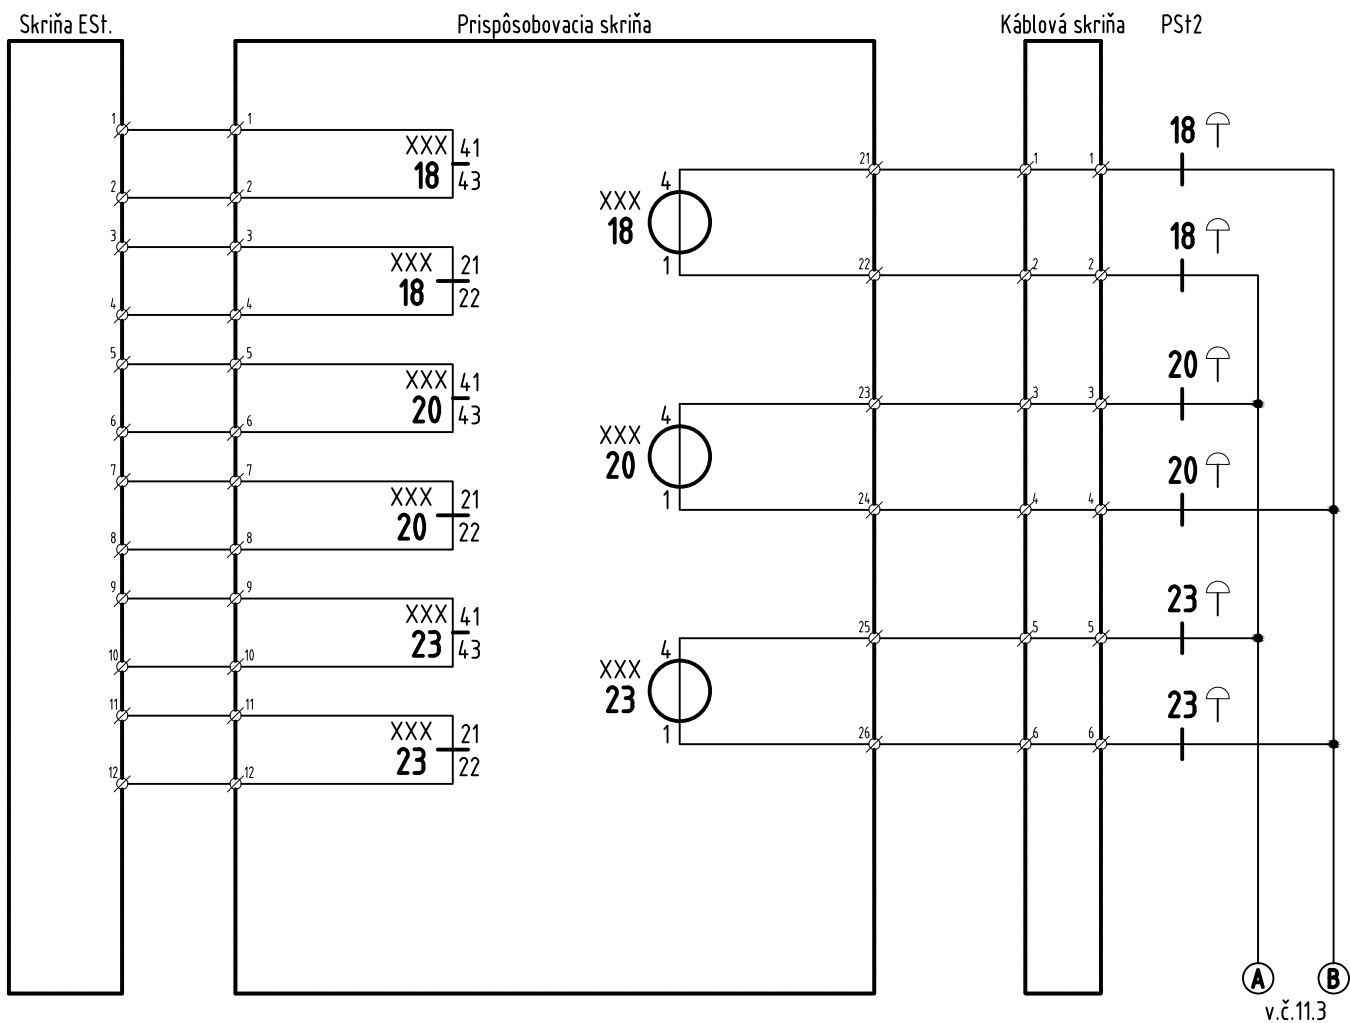 Skriňa ESt. Prispôsobovacia skriňa Káblová skriňa PSt2
1 1
XXX 41
18 43
2 2
3 3
XXX 21
18 22
4 4
5 5
XXX 41
20 43
6 6
7 7
XXX 21
20 22
8 8
9 9
XXX 41
23 43
10 10
11 11
XXX 21
23 22
12 12
XXX 4
18
1
XXX 4
20
1
XXX 4
23
1
21 1 1 18
22 2 2 18
23 3 3 20
24 4 4 20
25 5 5 23
26 6 6 23
A B
v.č.11.3